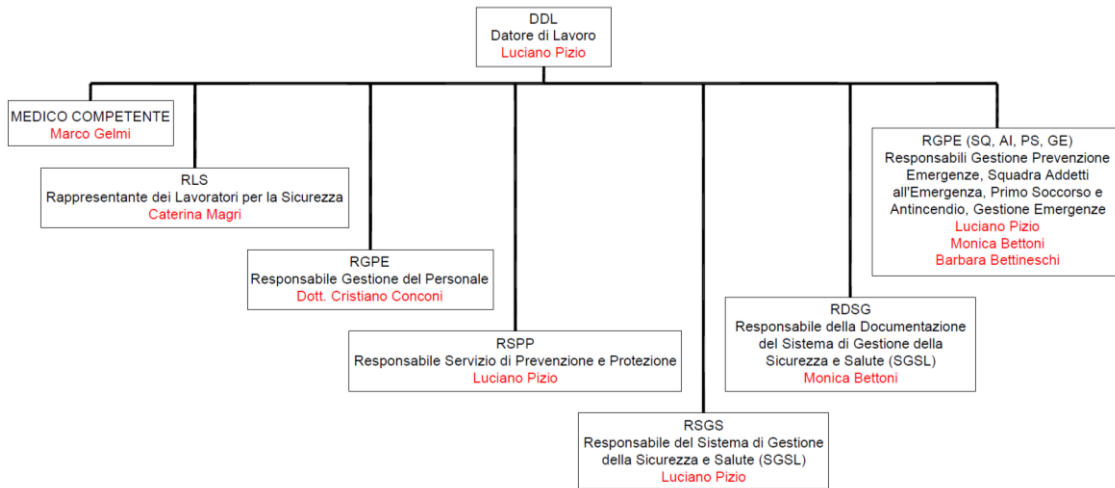 DDL
Datore di Lavoro
Luciano Pizio
MEDICO COMPETENTE
Marco Gelmi
RLS
Rappresentante dei Lavoratori per la Sicurezza
Caterina Magri
RGPE
Responsabile Gestione del Personale
Dott. Cristiano Conconi
RSPP
Responsabile Servizio di Prevenzione e Protezione
Luciano Pizio
RSGS
Responsabile del Sistema di Gestione
della Sicurezza e Salute (SGSL)
Luciano Pizio
RDSG
Responsabile della Documentazione
del Sistema di Gestione della
Sicurezza e Salute (SGSL)
Monica Bettoni
RGPE (SQ, AI, PS, GE)
Responsabili Gestione Prevenzione
Emergenze, Squadra Addetti
all'Emergenza, Primo Soccorso e
Antincendio, Gestione Emergenze
Luciano Pizio
Monica Bettoni
Barbara Bettineschi